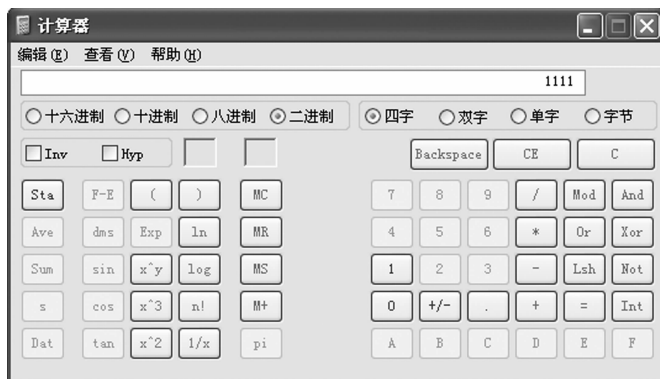 计算器
编辑(E) 查看(V) 帮助(H)
1111
十六进制 十进制 八进制 二进制 四字 双字 单字 字节
Inv Hyp Backspace CE C
Sta F-E ( ) MC 7 8 9 / Mod And
Ave dms Exp ln MR 4 5 6 * Or Xor
Sum sin x^y log MS 1 2 3 - Lsh Not
s cos x^3 n! M+ 0 +/- . + = Int
Dat tan x^2 1/x pi A B C D E F